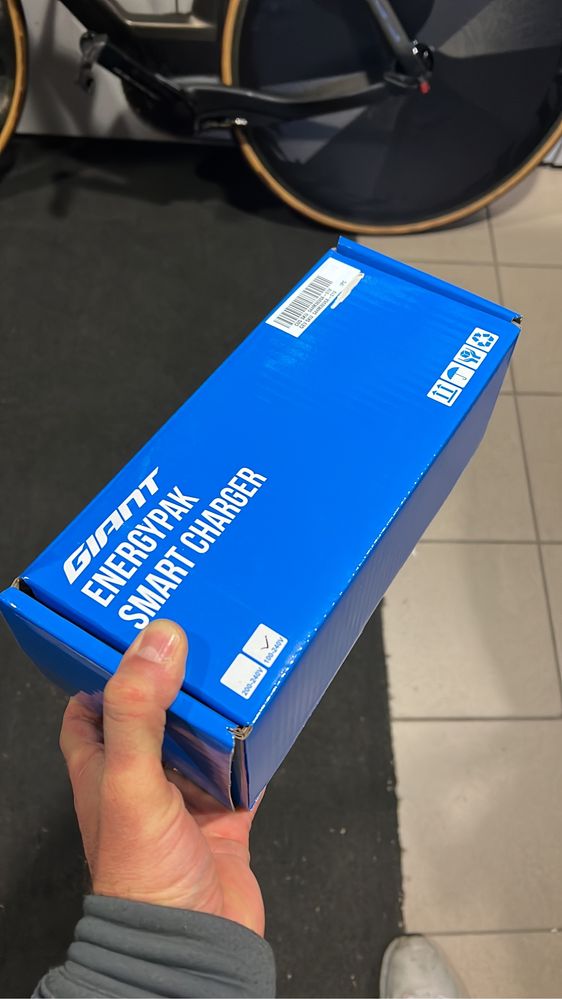 GIANT
ENERGYPAK
SMART CHARGER
200-240V
100-240V